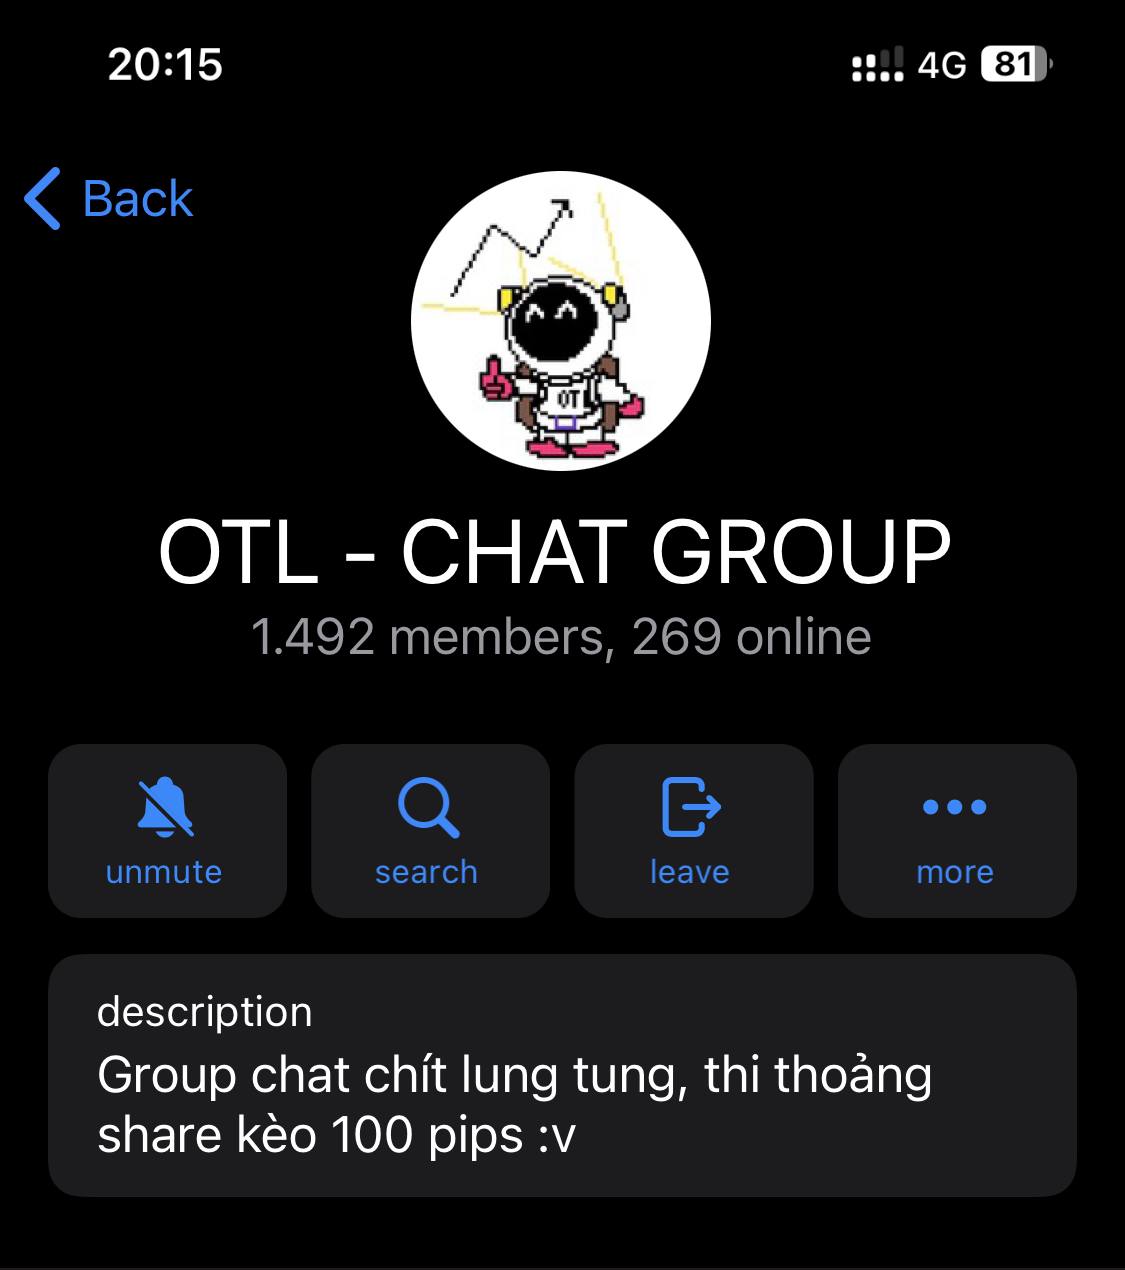 20:15
4G 81
Back
OT
OTL - CHAT GROUP
1.492 members, 269 online
unmute
search
leave
more
description
Group chat chít lung tung, thi thoảng
share kèo 100 pips :v